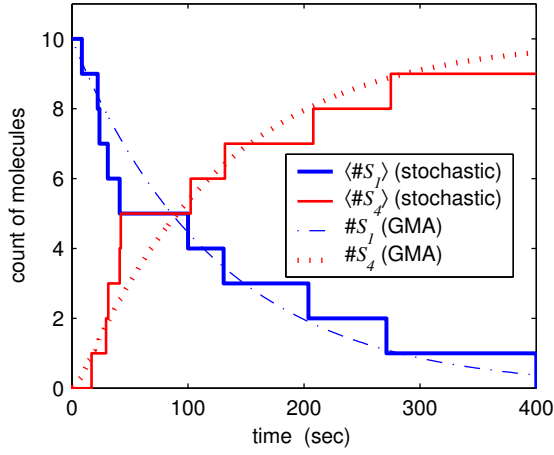 10
8
6
4
2
0
count of molecules
⟨#S₁⟩ (stochastic)
⟨#S₄⟩ (stochastic)
#S₁ (GMA)
#S₄ (GMA)
0 100 200 300 400
time (sec)